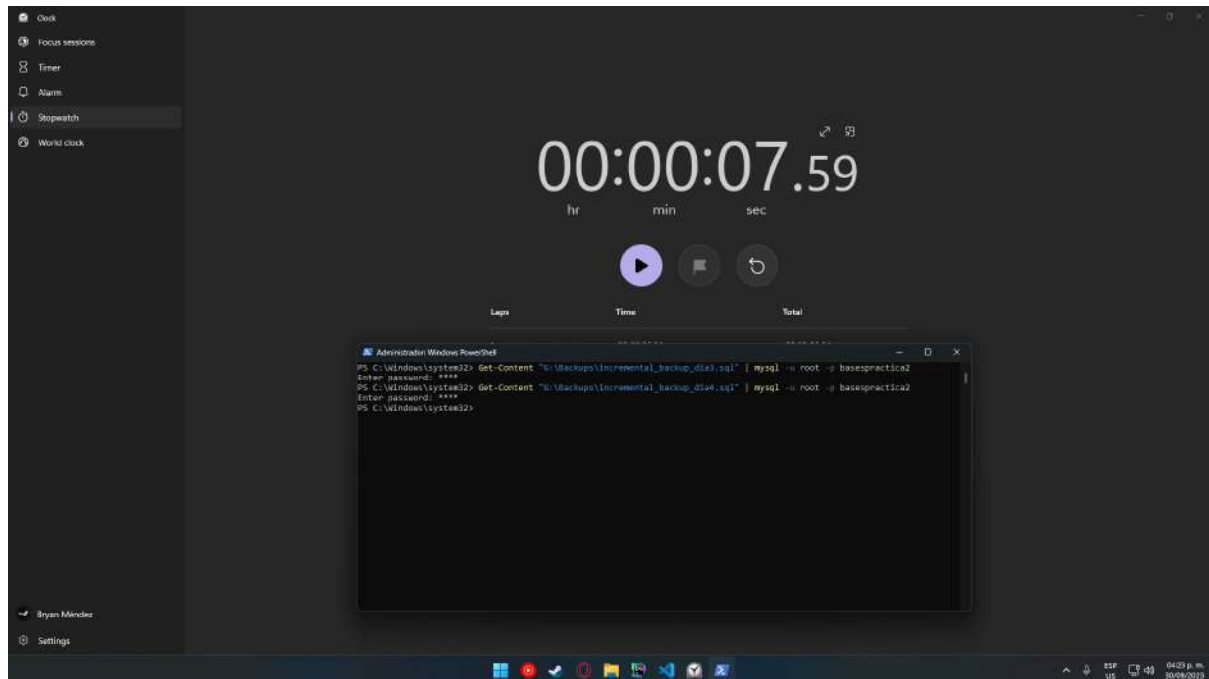 Clock
Focus sessions
Timer
Alarm
Stopwatch
World clock
00:00:07.59
hr min sec
Laps Time Total
Administrador: Windows PowerShell
PS C:\Windows\system32> Get-Content "G:\Backups\incremental_backup_dia3.sql" | mysql -u root -p basespractica2
Enter password: ****
PS C:\Windows\system32> Get-Content "G:\Backups\incremental_backup_dia4.sql" | mysql -u root -p basespractica2
Enter password: ****
PS C:\Windows\system32>
Bryan Méndez
Settings
ESP
US
04:23 p. m.
30/09/2023